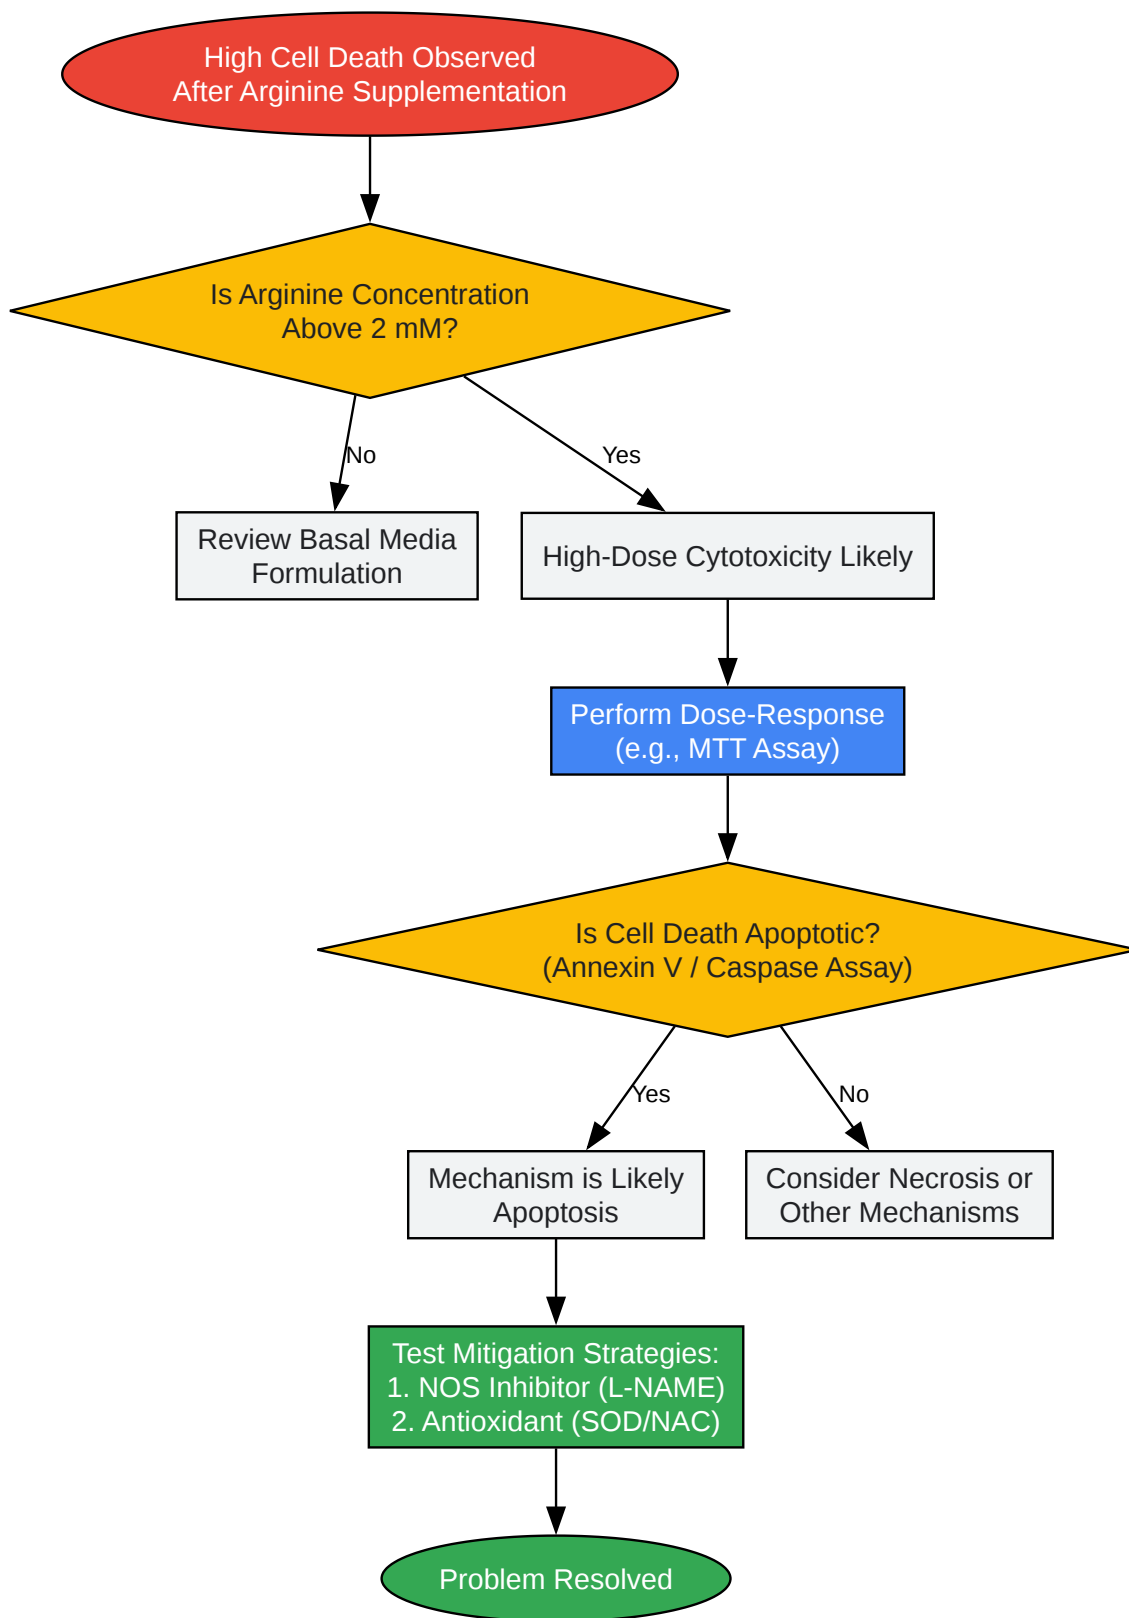 High Cell Death Observed
After Arginine Supplementation
Is Arginine Concentration
Above 2 mM?
No
Yes
Review Basal Media
Formulation
High-Dose Cytotoxicity Likely
Perform Dose-Response
(e.g., MTT Assay)
Is Cell Death Apoptotic?
(Annexin V / Caspase Assay)
Yes
No
Mechanism is Likely
Apoptosis
Consider Necrosis or
Other Mechanisms
Test Mitigation Strategies:
1. NOS Inhibitor (L-NAME)
2. Antioxidant (SOD/NAC)
Problem Resolved